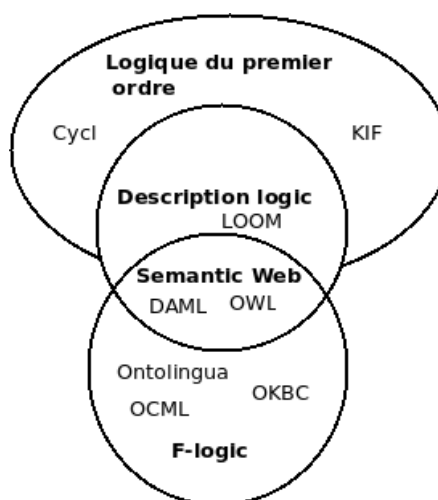 Logique du premier
ordre
Cycl
KIF
Description logic
LOOM
Semantic Web
DAML OWL
Ontolingua
OKBC
OCML
F-logic